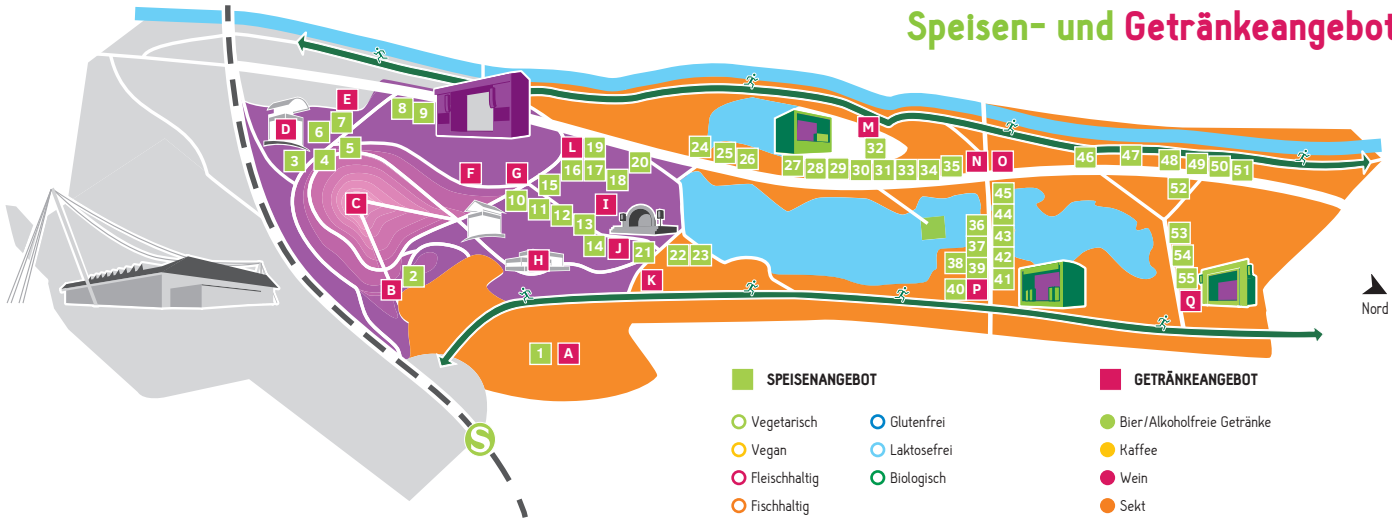 Speisen- und Getränkeangebot
E
D
8
9
7
6
5
4
3
L
19
M
32
24
25
26
27
28
29
30
31
33
34
35
N
O
46
47
48
49
50
51
52
F
G
16
17
20
18
15
C
10
11
12
13
I
14
J
21
22
23
H
K
B
2
45
44
43
42
41
36
37
38
39
40
P
53
54
55
Q
1
A
S
Nord
SPEISENANGEBOT
Vegetarisch
Vegan
Fleischhaltig
Fischhaltig
Glutenfrei
Laktosefrei
Biologisch
GETRÄNKEANGEBOT
Bier/Alkoholfreie Getränke
Kaffee
Wein
Sekt